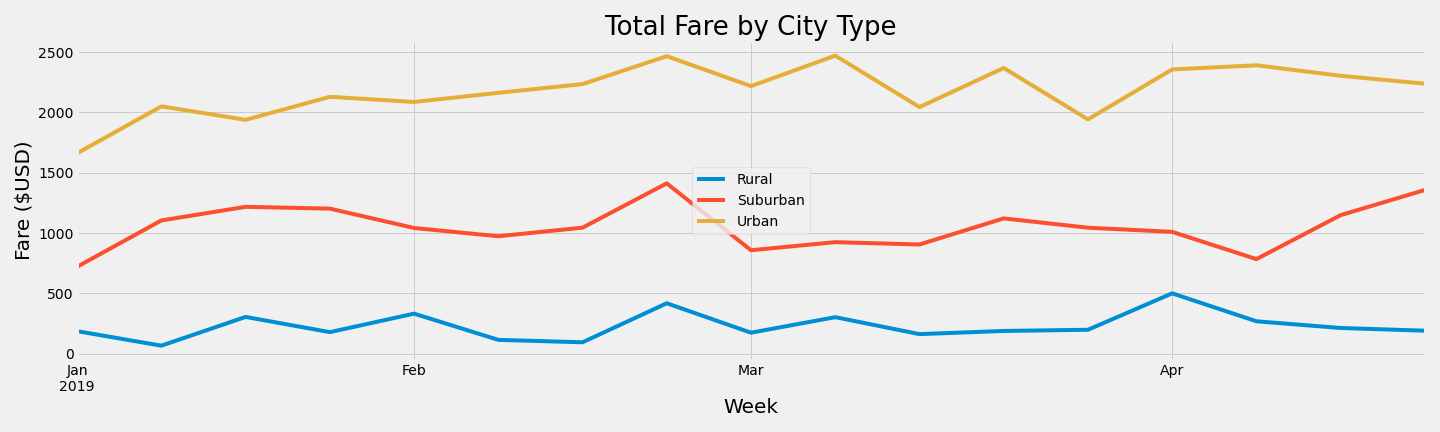 Total Fare by City Type
Fare ($USD)
2500
2000
1500
1000
500
0
Rural
Suburban
Urban
Jan
2019
Feb
Mar
Apr
Week